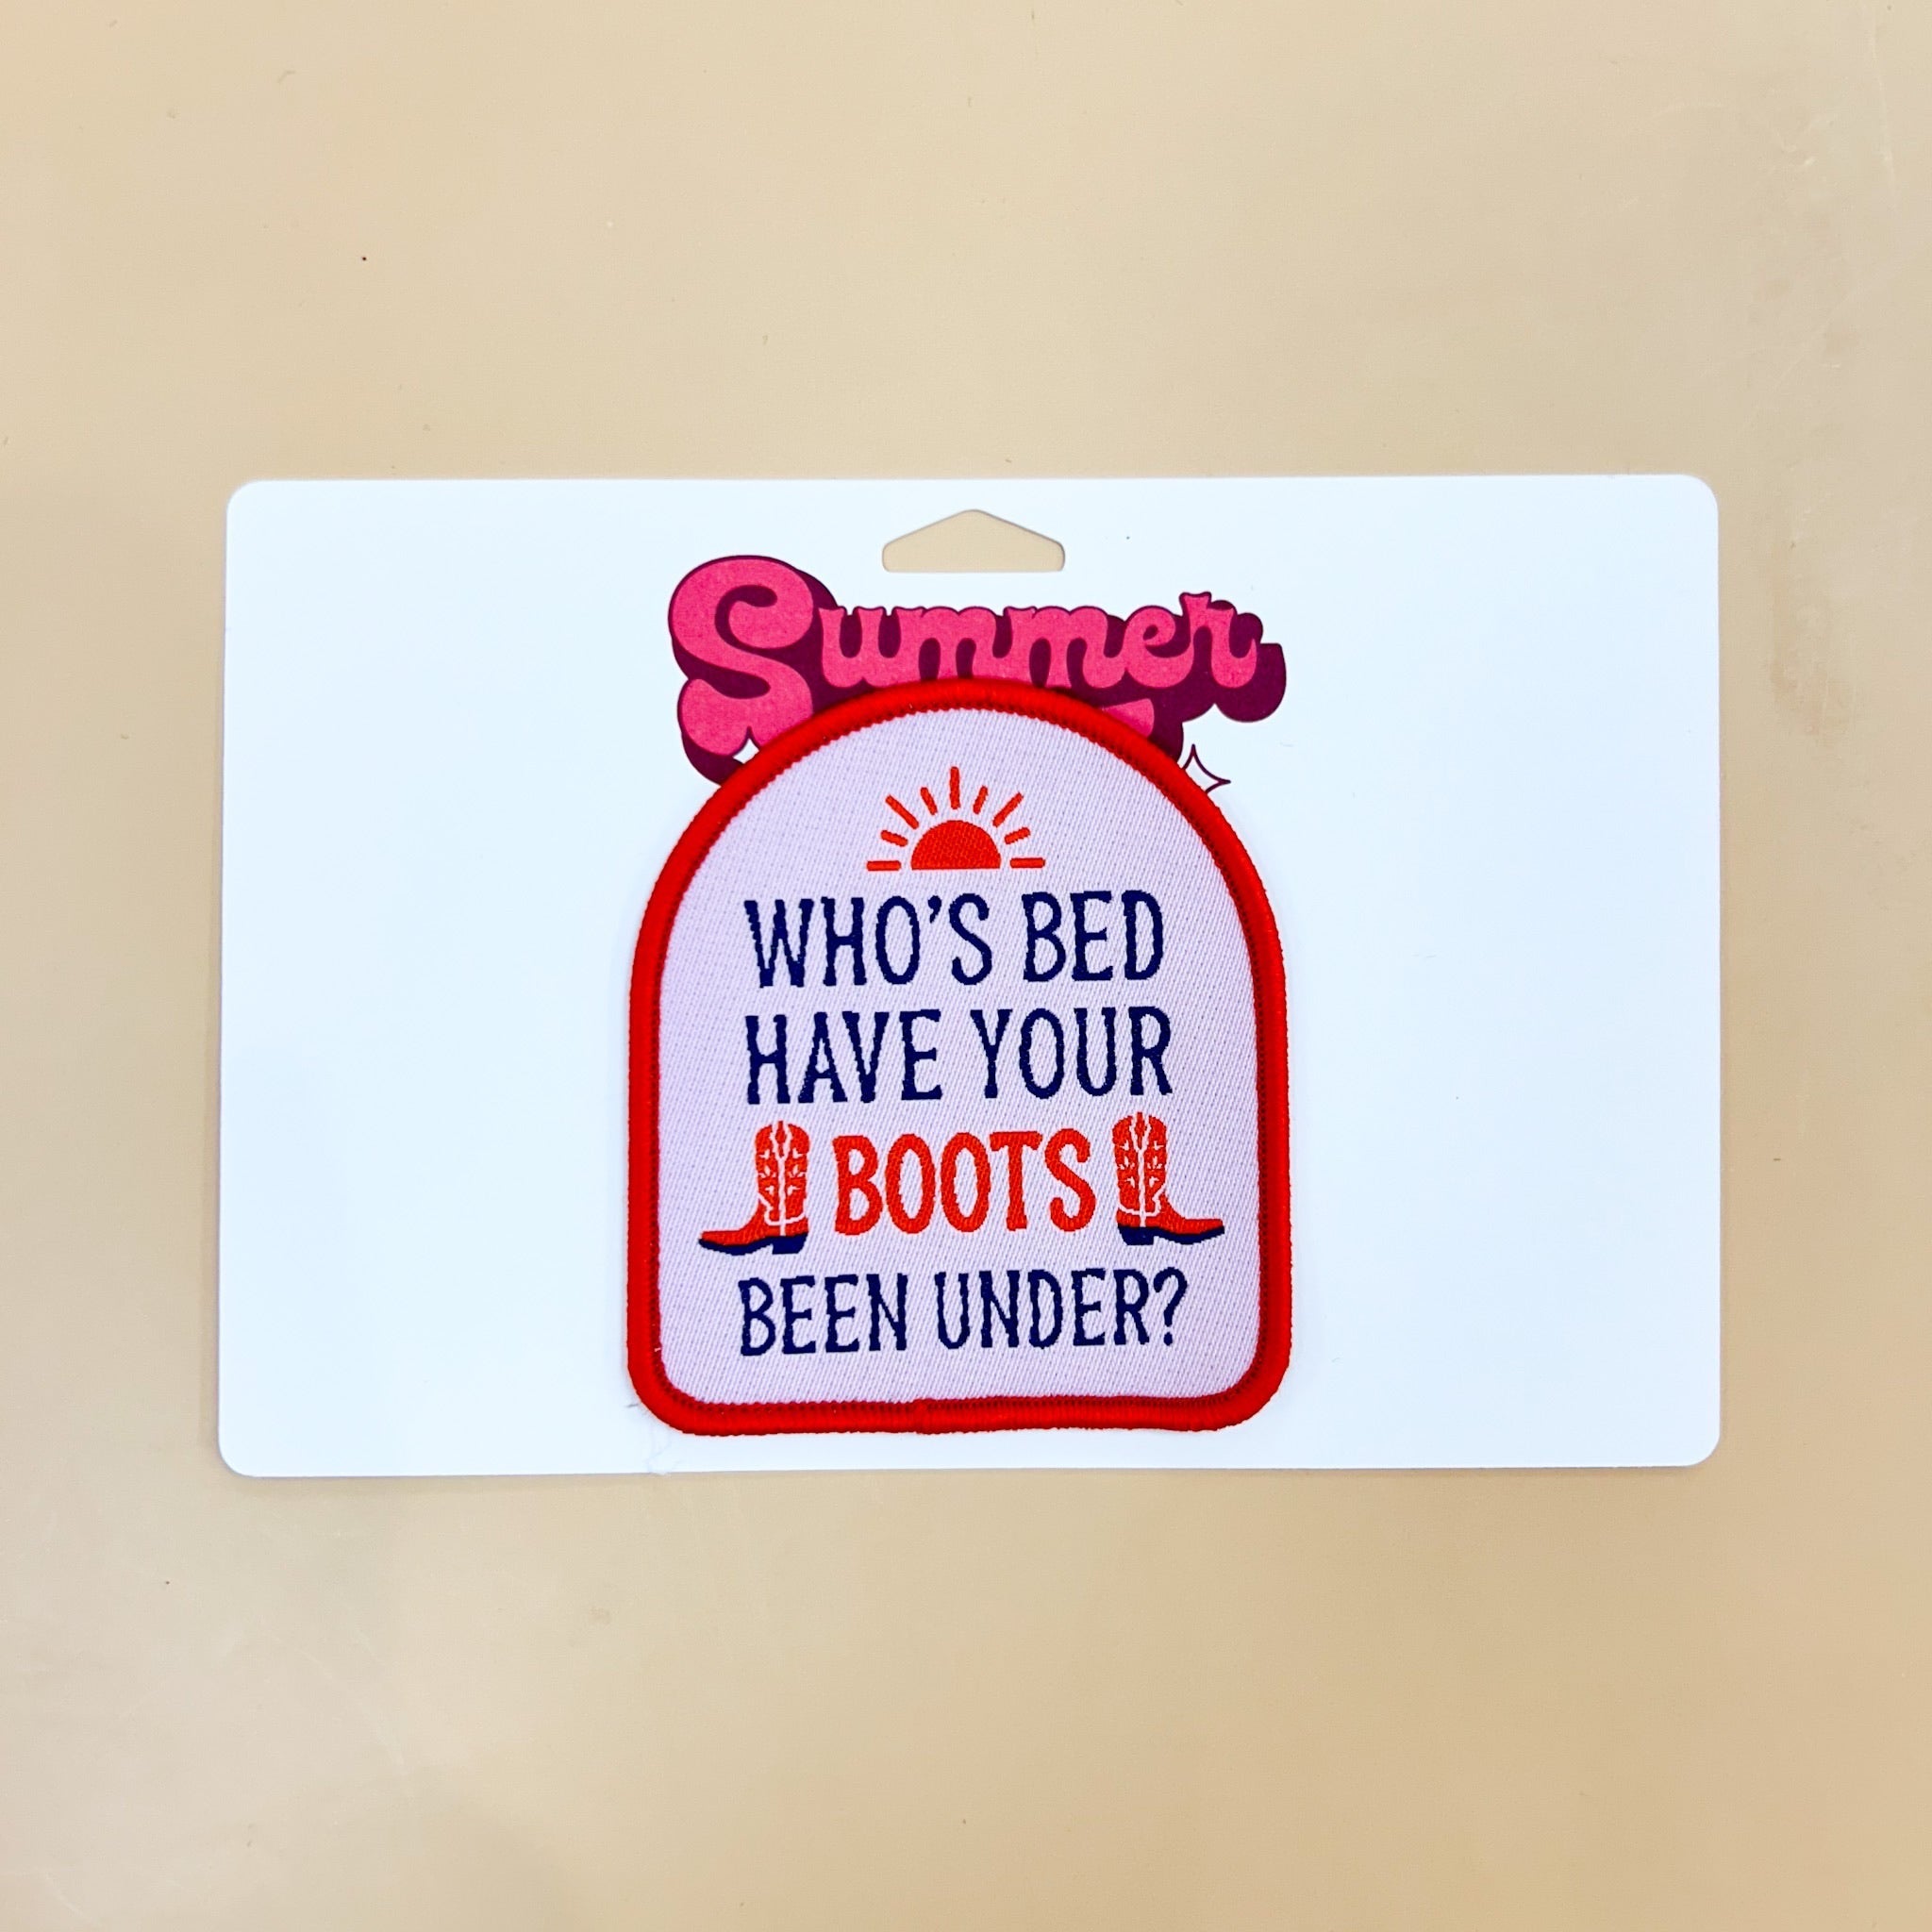 Summer
WHO'S BED
HAVE YOUR
BOOTS
BEEN UNDER?